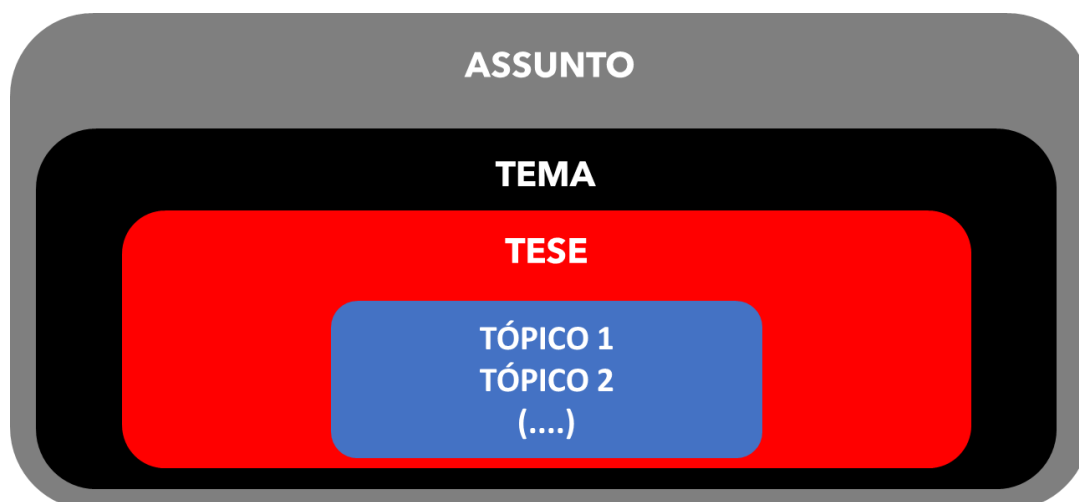 ASSUNTO
TEMA
TESE
TÓPICO 1
TÓPICO 2
(....)